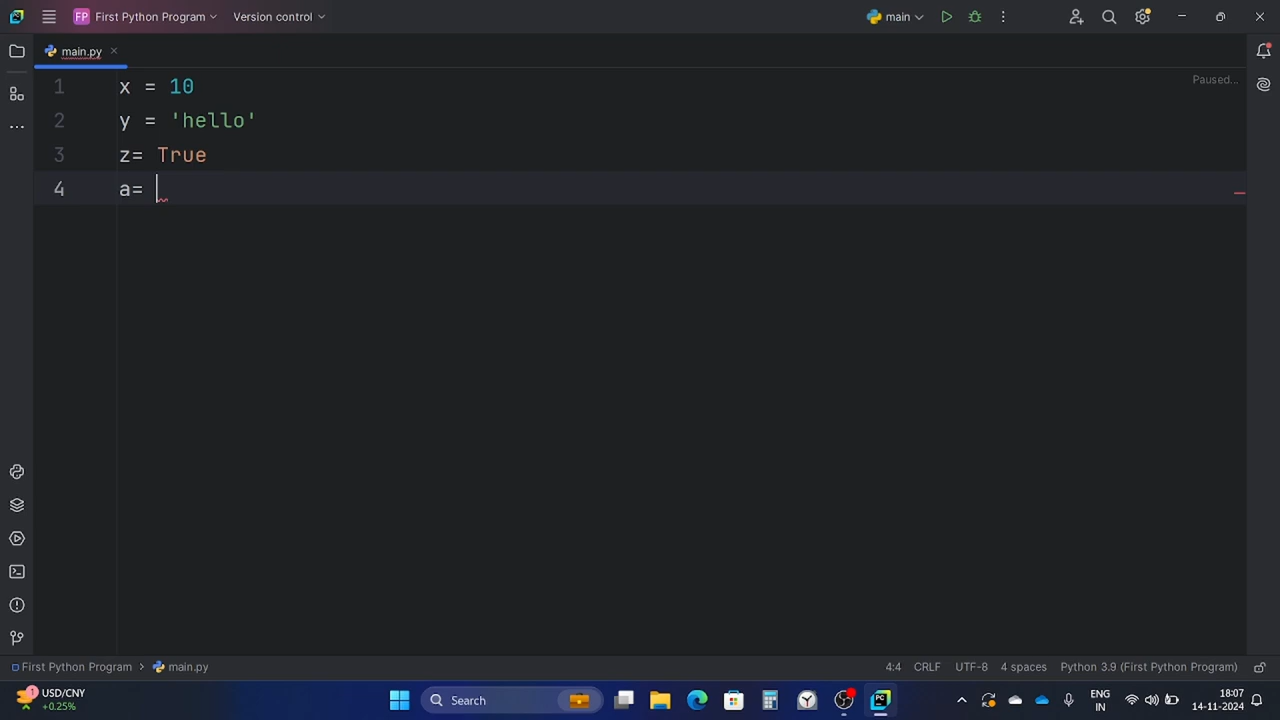 FP First Python Program
Version control
main
main.py
Paused...
1 x = 10
2 y = 'hello'
3 z= True
4 a=
First Python Program > main.py
4:4 CRLF UTF-8 4 spaces Python 3.9 (First Python Program)
1 USD/CNY
+0.25%
Search
PC
ENG
IN
18:07
14-11-2024